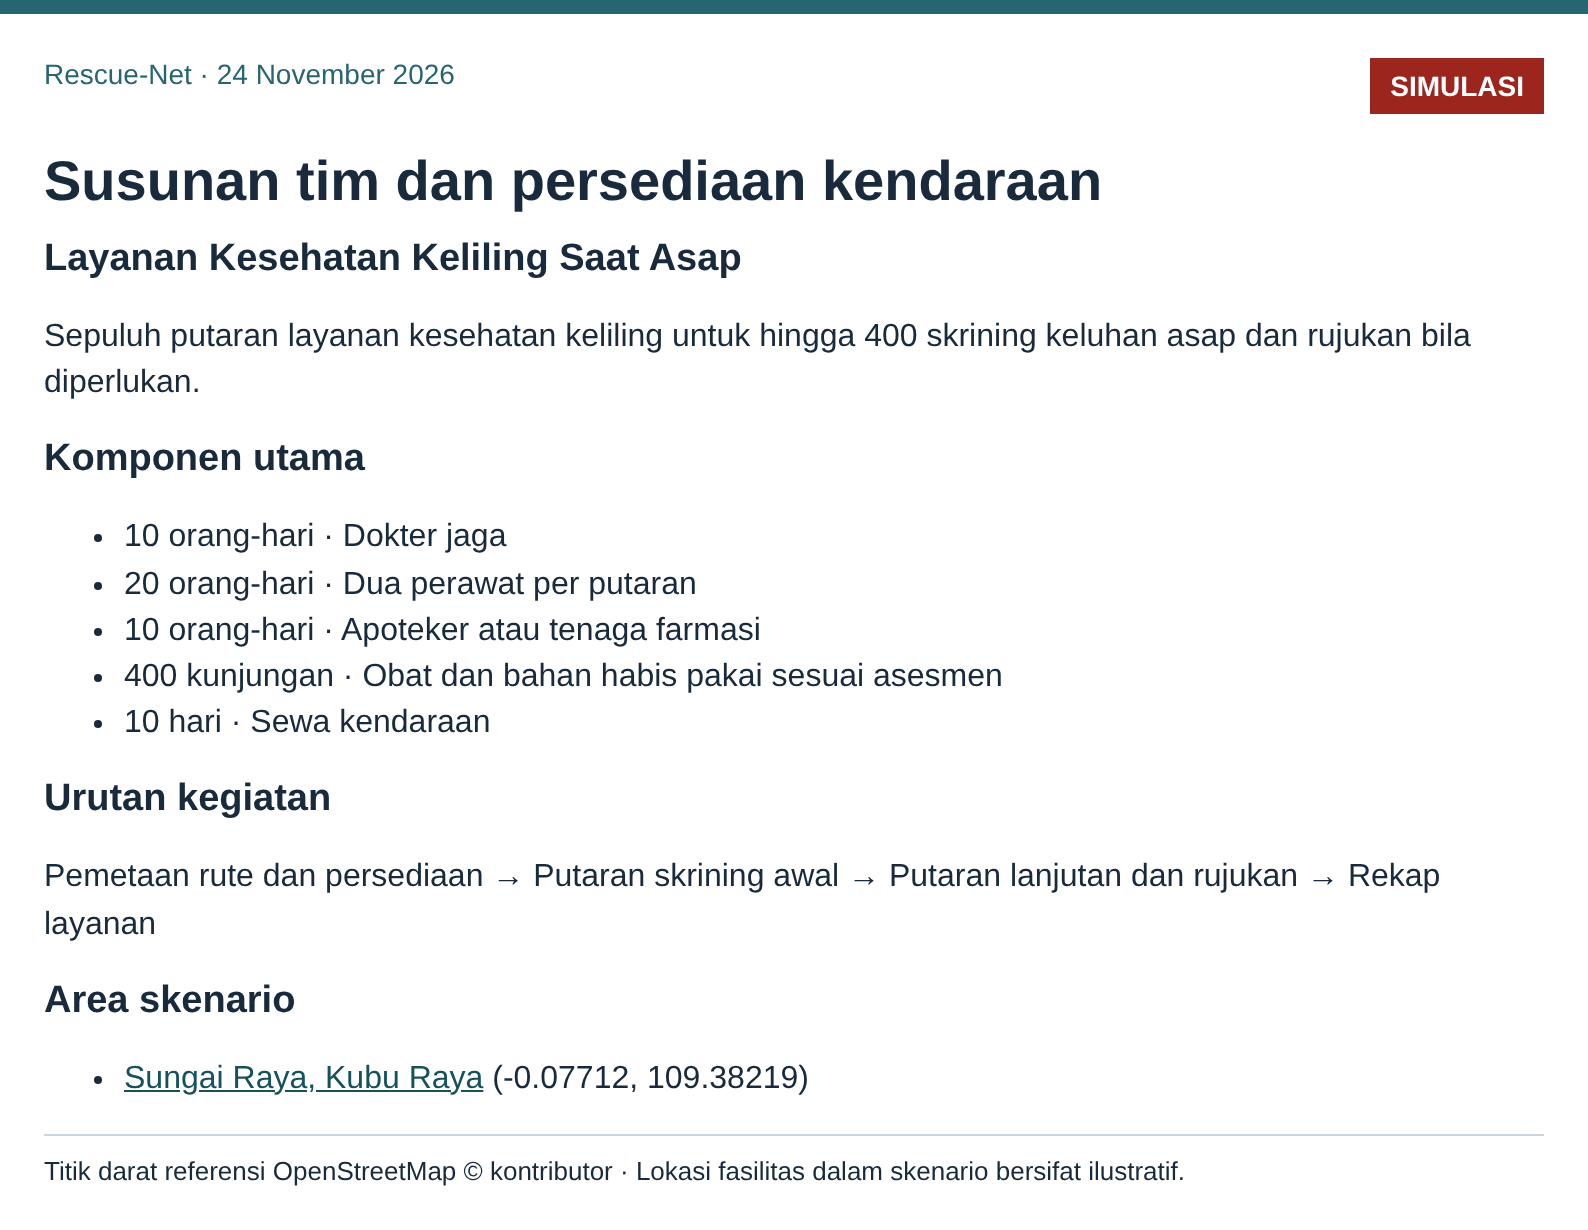 Rescue-Net · 24 November 2026
SIMULASI
Susunan tim dan persediaan kendaraan
Layanan Kesehatan Keliling Saat Asap
Sepuluh putaran layanan kesehatan keliling untuk hingga 400 skrining keluhan asap dan rujukan bila
diperlukan.
Komponen utama
• 10 orang-hari · Dokter jaga
• 20 orang-hari · Dua perawat per putaran
• 10 orang-hari · Apoteker atau tenaga farmasi
• 400 kunjungan · Obat dan bahan habis pakai sesuai asesmen
• 10 hari · Sewa kendaraan
Urutan kegiatan
Pemetaan rute dan persediaan → Putaran skrining awal → Putaran lanjutan dan rujukan → Rekap
layanan
Area skenario
• Sungai Raya, Kubu Raya (-0.07712, 109.38219)
Titik darat referensi OpenStreetMap © kontributor · Lokasi fasilitas dalam skenario bersifat ilustratif.